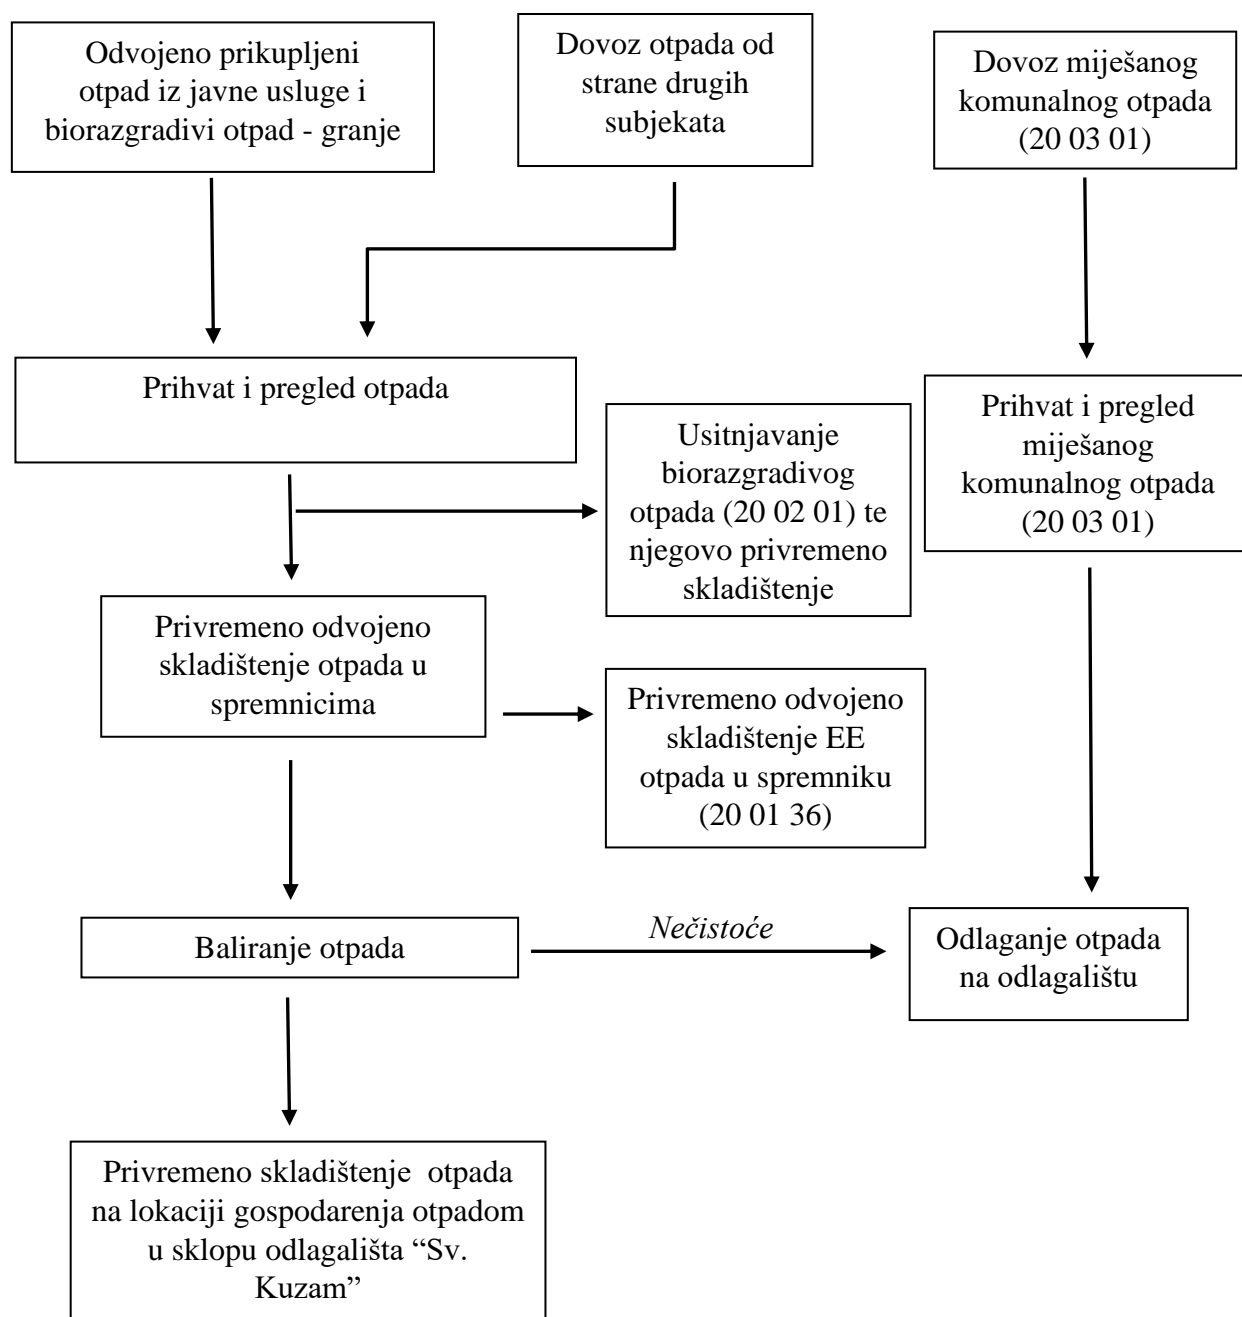 Odvojeno prikupljeni
otpad iz javne usluge i
biorazgradivi otpad - granje
Dovoz otpada od
strane drugih
subjekata
Dovoz miješanog
komunalnog otpada
(20 03 01)
Prihvat i pregled otpada
Usitnjavanje
biorazgradivog
otpada (20 02 01) te
njegovo privremeno
skladištenje
Prihvat i pregled
miješanog
komunalnog otpada
(20 03 01)
Privremeno odvojeno
skladištenje otpada u
spremnicima
Privremeno odvojeno
skladištenje EE
otpada u spremniku
(20 01 36)
Baliranje otpada
Nečistoće
Odlaganje otpada
na odlagalištu
Privremeno skladištenje  otpada
na lokaciji gospodarenja otpadom
u sklopu odlagališta “Sv.
Kuzam”